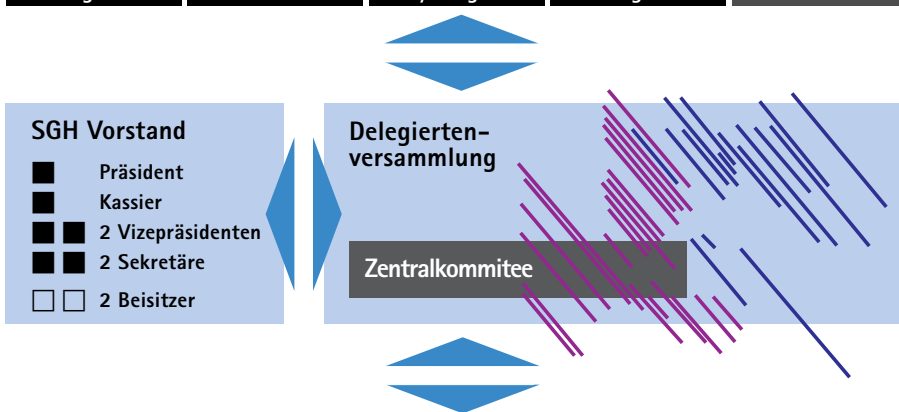 SGH Vorstand
Präsident
Kassier
2 Vizepräsidenten
2 Sekretäre
2 Beisitzer
Delegierten-
versammlung
Zentralkommitee